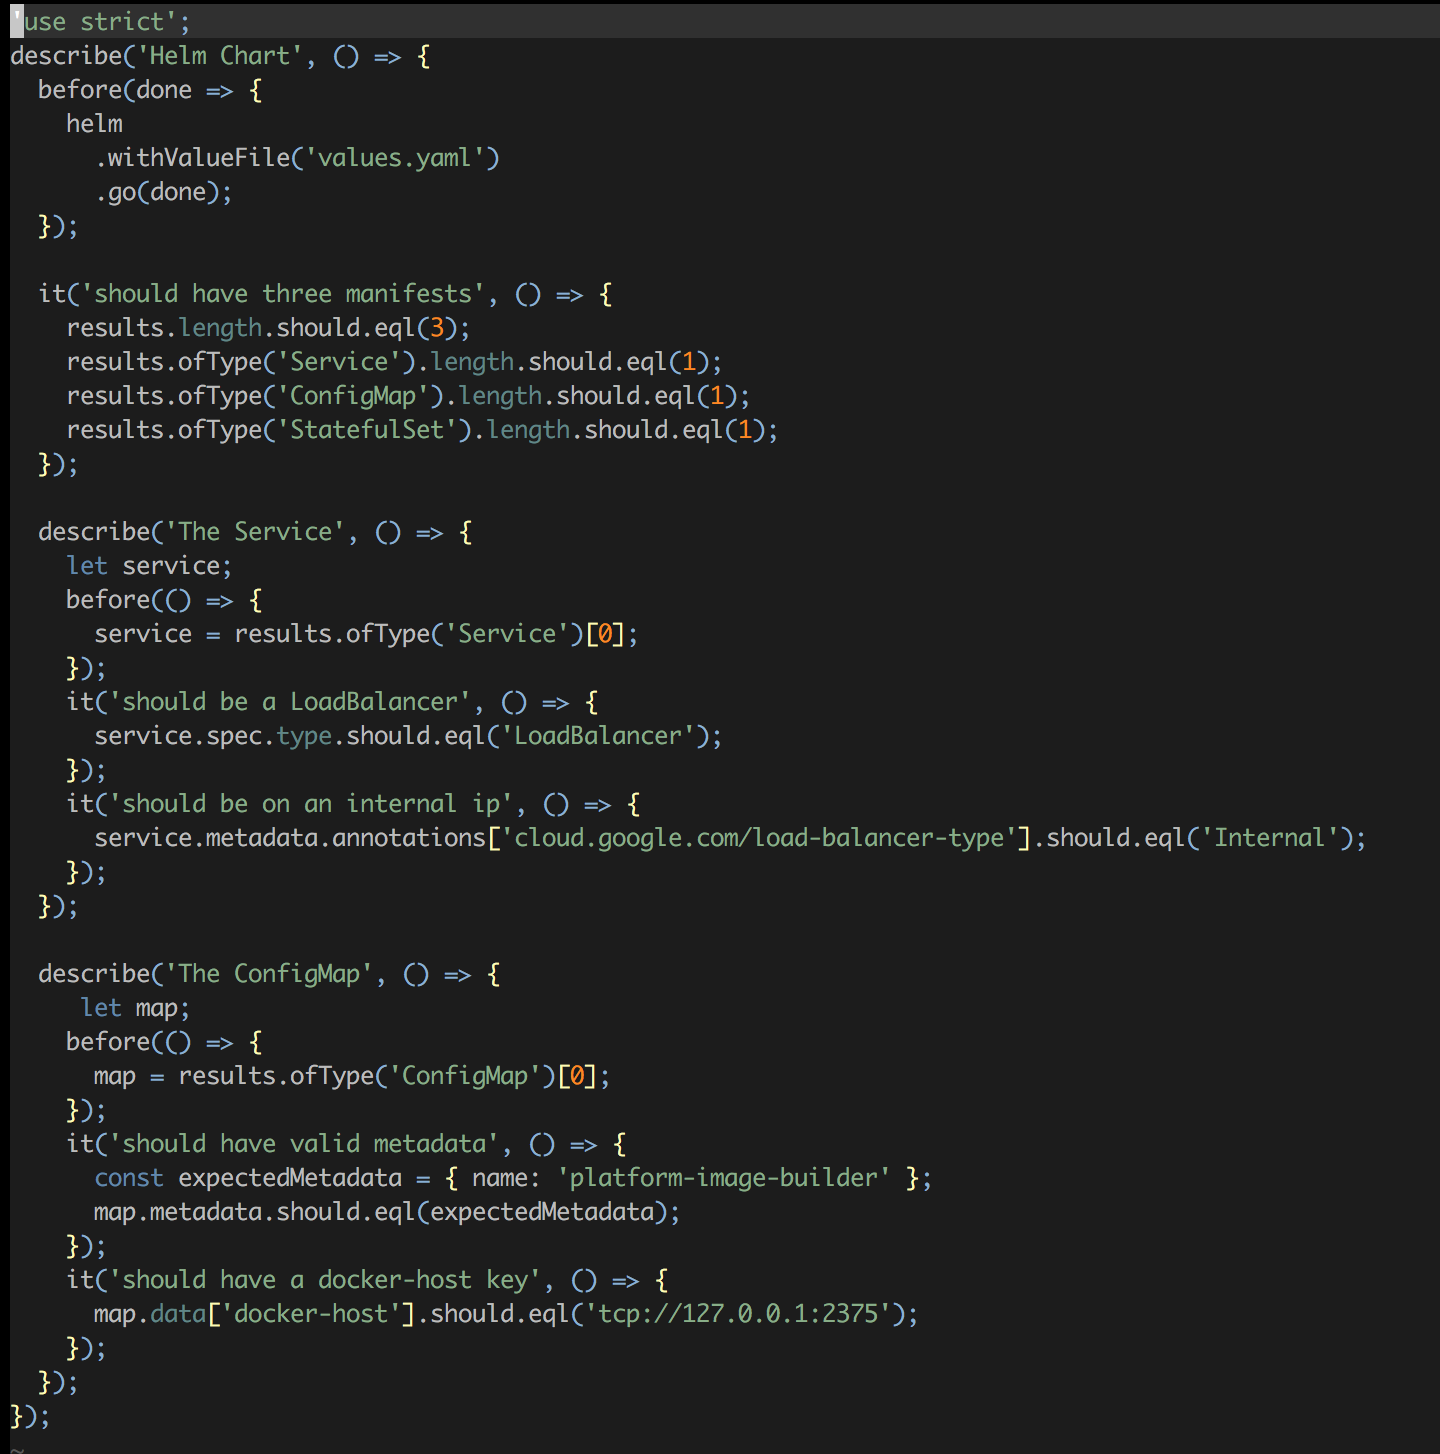 'use strict';
describe('Helm Chart', () => {
  before(done => {
    helm
      .withValueFile('values.yaml')
      .go(done);
  });

  it('should have three manifests', () => {
    results.length.should.eql(3);
    results.ofType('Service').length.should.eql(1);
    results.ofType('ConfigMap').length.should.eql(1);
    results.ofType('StatefulSet').length.should.eql(1);
  });

  describe('The Service', () => {
    let service;
    before(() => {
      service = results.ofType('Service')[0];
    });
    it('should be a LoadBalancer', () => {
      service.spec.type.should.eql('LoadBalancer');
    });
    it('should be on an internal ip', () => {
      service.metadata.annotations['cloud.google.com/load-balancer-type'].should.eql('Internal');
    });
  });

  describe('The ConfigMap', () => {
     let map;
    before(() => {
      map = results.ofType('ConfigMap')[0];
    });
    it('should have valid metadata', () => {
      const expectedMetadata = { name: 'platform-image-builder' };
      map.metadata.should.eql(expectedMetadata);
    });
    it('should have a docker-host key', () => {
      map.data['docker-host'].should.eql('tcp://127.0.0.1:2375');
    });
  });
});
~